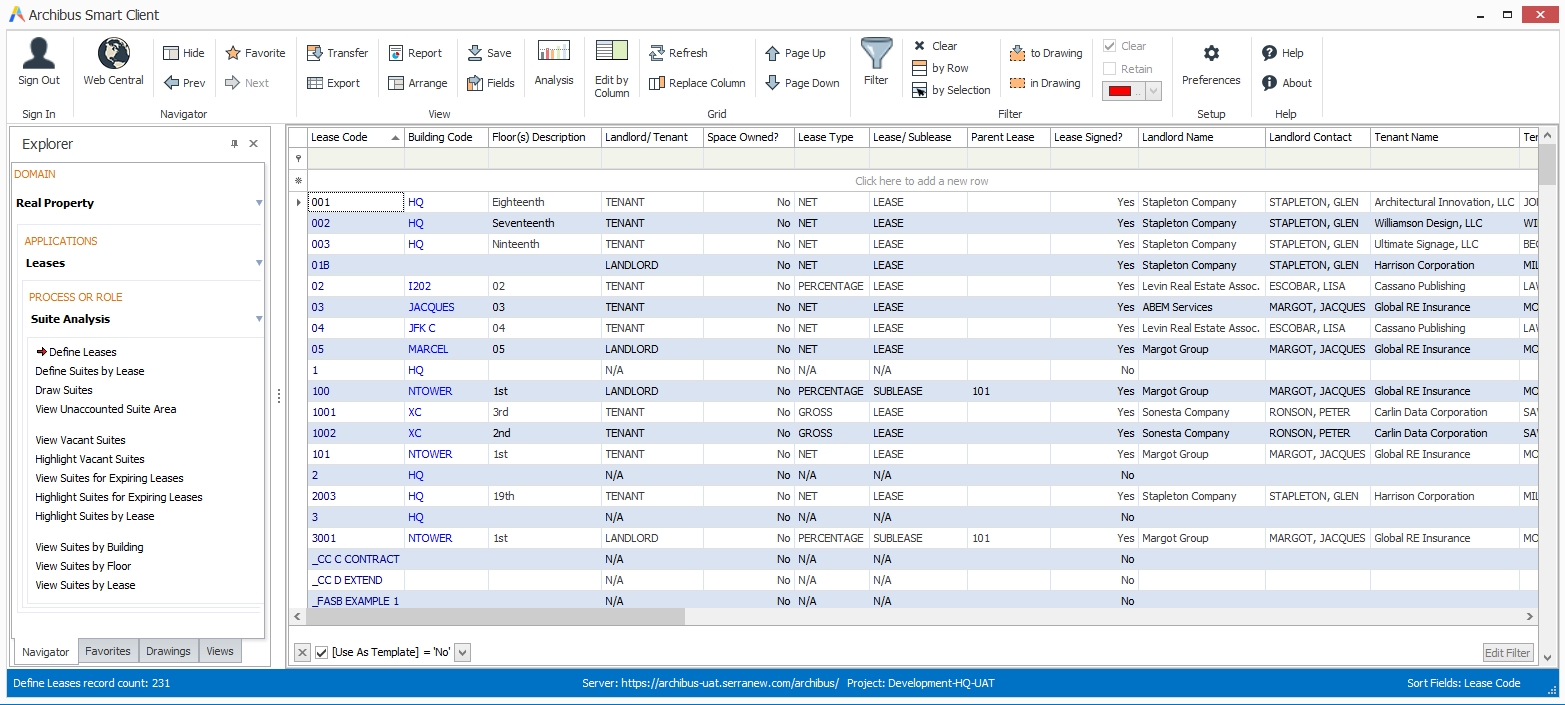 Archibus Smart Client
Sign Out
Sign In
Web Central
Hide
Prev
Favorite
Next
Navigator
Transfer
Export
Report
Arrange
Save
Fields
Analysis
View
Edit by
Column
Refresh
Replace Column
Page Up
Page Down
Grid
Filter
Clear
by Row
by Selection
to Drawing
in Drawing
Clear
Retain
..
Filter
Preferences
Setup
Help
About
Help
Explorer
DOMAIN
Real Property
APPLICATIONS
Leases
PROCESS OR ROLE
Suite Analysis
Define Leases
Define Suites by Lease
Draw Suites
View Unaccounted Suite Area
View Vacant Suites
Highlight Vacant Suites
View Suites for Expiring Leases
Highlight Suites for Expiring Leases
Highlight Suites by Lease
View Suites by Building
View Suites by Floor
View Suites by Lease
Navigator Favorites Drawings Views
Lease Code Building Code Floor(s) Description Landlord/ Tenant Space Owned? Lease Type Lease/ Sublease Parent Lease Lease Signed? Landlord Name Landlord Contact Tenant Name Ter
Click here to add a new row
001 HQ Eighteenth TENANT No NET LEASE Yes Stapleton Company STAPLETON, GLEN Architectural Innovation, LLC JOI
002 HQ Seventeenth TENANT No NET LEASE Yes Stapleton Company STAPLETON, GLEN Williamson Design, LLC WI
003 HQ Ninteenth TENANT No NET LEASE Yes Stapleton Company STAPLETON, GLEN Ultimate Signage, LLC BEC
01B LANDLORD No NET LEASE Yes Stapleton Company STAPLETON, GLEN Harrison Corporation MIL
02 I202 02 TENANT No PERCENTAGE LEASE Yes Levin Real Estate Assoc. ESCOBAR, LISA Cassano Publishing LAV
03 JACQUES 03 TENANT No NET LEASE Yes ABEM Services MARGOT, JACQUES Global RE Insurance MO
04 JFK C 04 TENANT No NET LEASE Yes Levin Real Estate Assoc. ESCOBAR, LISA Cassano Publishing LAV
05 MARCEL 05 LANDLORD No NET LEASE Yes Margot Group MARGOT, JACQUES Global RE Insurance MO
1 HQ N/A No N/A N/A No
100 NTOWER 1st LANDLORD No PERCENTAGE SUBLEASE 101 Yes Margot Group MARGOT, JACQUES Global RE Insurance MO
1001 XC 3rd TENANT No GROSS LEASE Yes Sonesta Company RONSON, PETER Carlin Data Corporation SA
1002 XC 2nd TENANT No GROSS LEASE Yes Sonesta Company RONSON, PETER Carlin Data Corporation SA
101 NTOWER 1st TENANT No NET LEASE Yes Margot Group MARGOT, JACQUES Global RE Insurance MO
2 HQ N/A No N/A N/A No
2003 HQ 19th TENANT No NET LEASE Yes Stapleton Company STAPLETON, GLEN Harrison Corporation MIL
3 HQ N/A No N/A N/A No
3001 NTOWER 1st LANDLORD No PERCENTAGE SUBLEASE 101 Yes Margot Group MARGOT, JACQUES Global RE Insurance MO
_CC C CONTRACT N/A No N/A N/A No
_CC D EXTEND N/A No N/A N/A No
_FASB EXAMPLE 1 N/A No N/A N/A No
[Use As Template] = 'No' Edit Filter
Define Leases record count: 231 Server: https://archibus-uat.serranew.com/archibus/ Project: Development-HQ-UAT Sort Fields: Lease Code